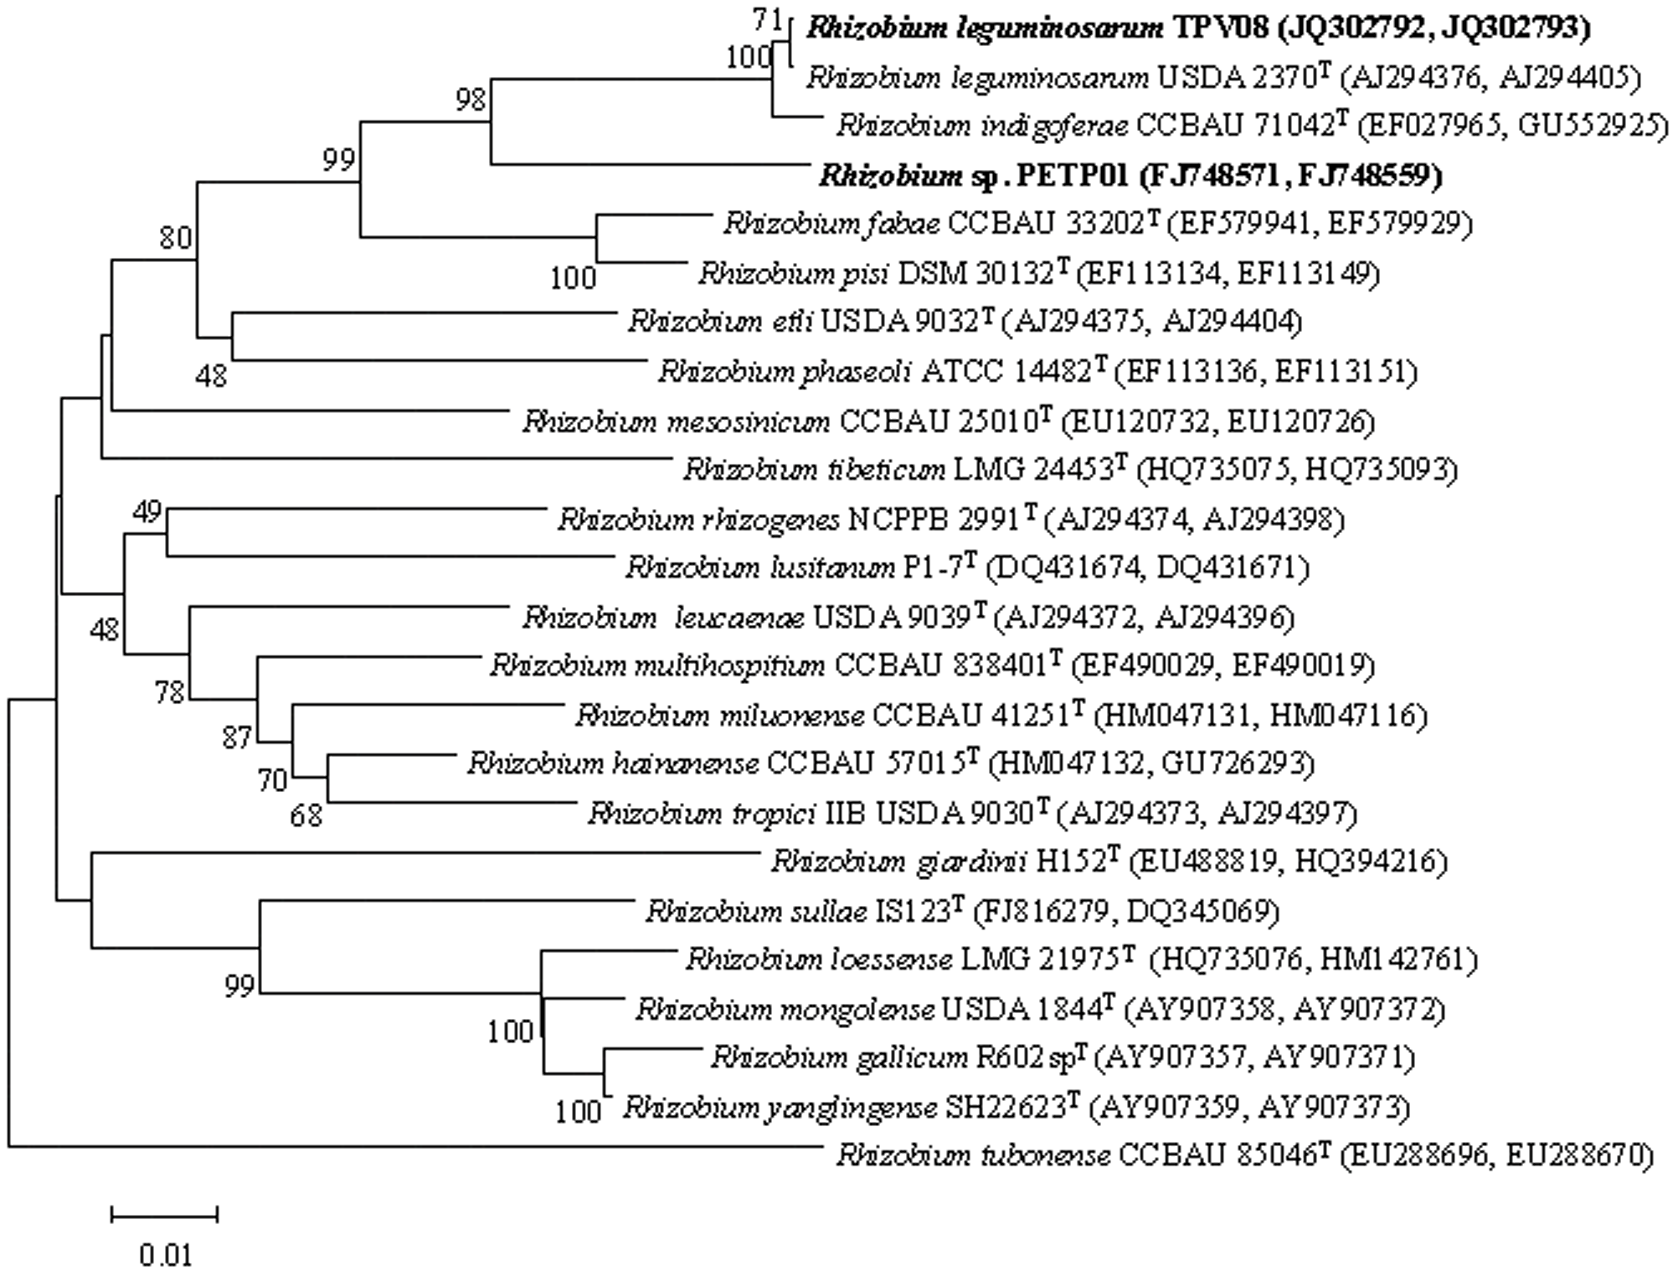 71
Rhizobium leguminosarum TPV08 (JQ302792, JQ302793)
100
Rhizobium leguminosarum USDA 2370T (AJ294376, AJ294405)
98
Rhizobium indigoferae CCBAU 71042T (EF027965, GU552925)
99
Rhizobium sp. PETP01 (FJ748571, FJ748559)
Rhizobium fabae CCBAU 33202T (EF579941, EF579929)
80
100
Rhizobium pisi DSM 30132T (EF113134, EF113149)
Rhizobium etli USDA 9032T (AJ294375, AJ294404)
48
Rhizobium phaseoli ATCC 14482T (EF113136, EF113151)
Rhizobium mesosinicum CCBAU 25010T (EU120732, EU120726)
Rhizobium tibeticum LMG 24453T (HQ735075, HQ735093)
49
Rhizobium rhizogenes NCPPB 2991T (AJ294374, AJ294398)
Rhizobium lusitanum P1-7T (DQ431674, DQ431671)
48
Rhizobium leucaenae USDA 9039T (AJ294372, AJ294396)
Rhizobium multihospitium CCBAU 838401T (EF490029, EF490019)
78
Rhizobium miluonense CCBAU 41251T (HM047131, HM047116)
87
Rhizobium hainanense CCBAU 57015T (HM047132, GU726293)
70
68
Rhizobium tropici IIB USDA 9030T (AJ294373, AJ294397)
Rhizobium giardinii H152T (EU488819, HQ394216)
Rhizobium sullae IS123T (FJ816279, DQ345069)
99
Rhizobium loessense LMG 21975T (HQ735076, HM142761)
Rhizobium mongolense USDA 1844T (AY907358, AY907372)
100
Rhizobium gallicum R602spT (AY907357, AY907371)
100
Rhizobium yanglingense SH22623T (AY907359, AY907373)
Rhizobium tubonense CCBAU 85046T (EU288696, EU288670)
0.01